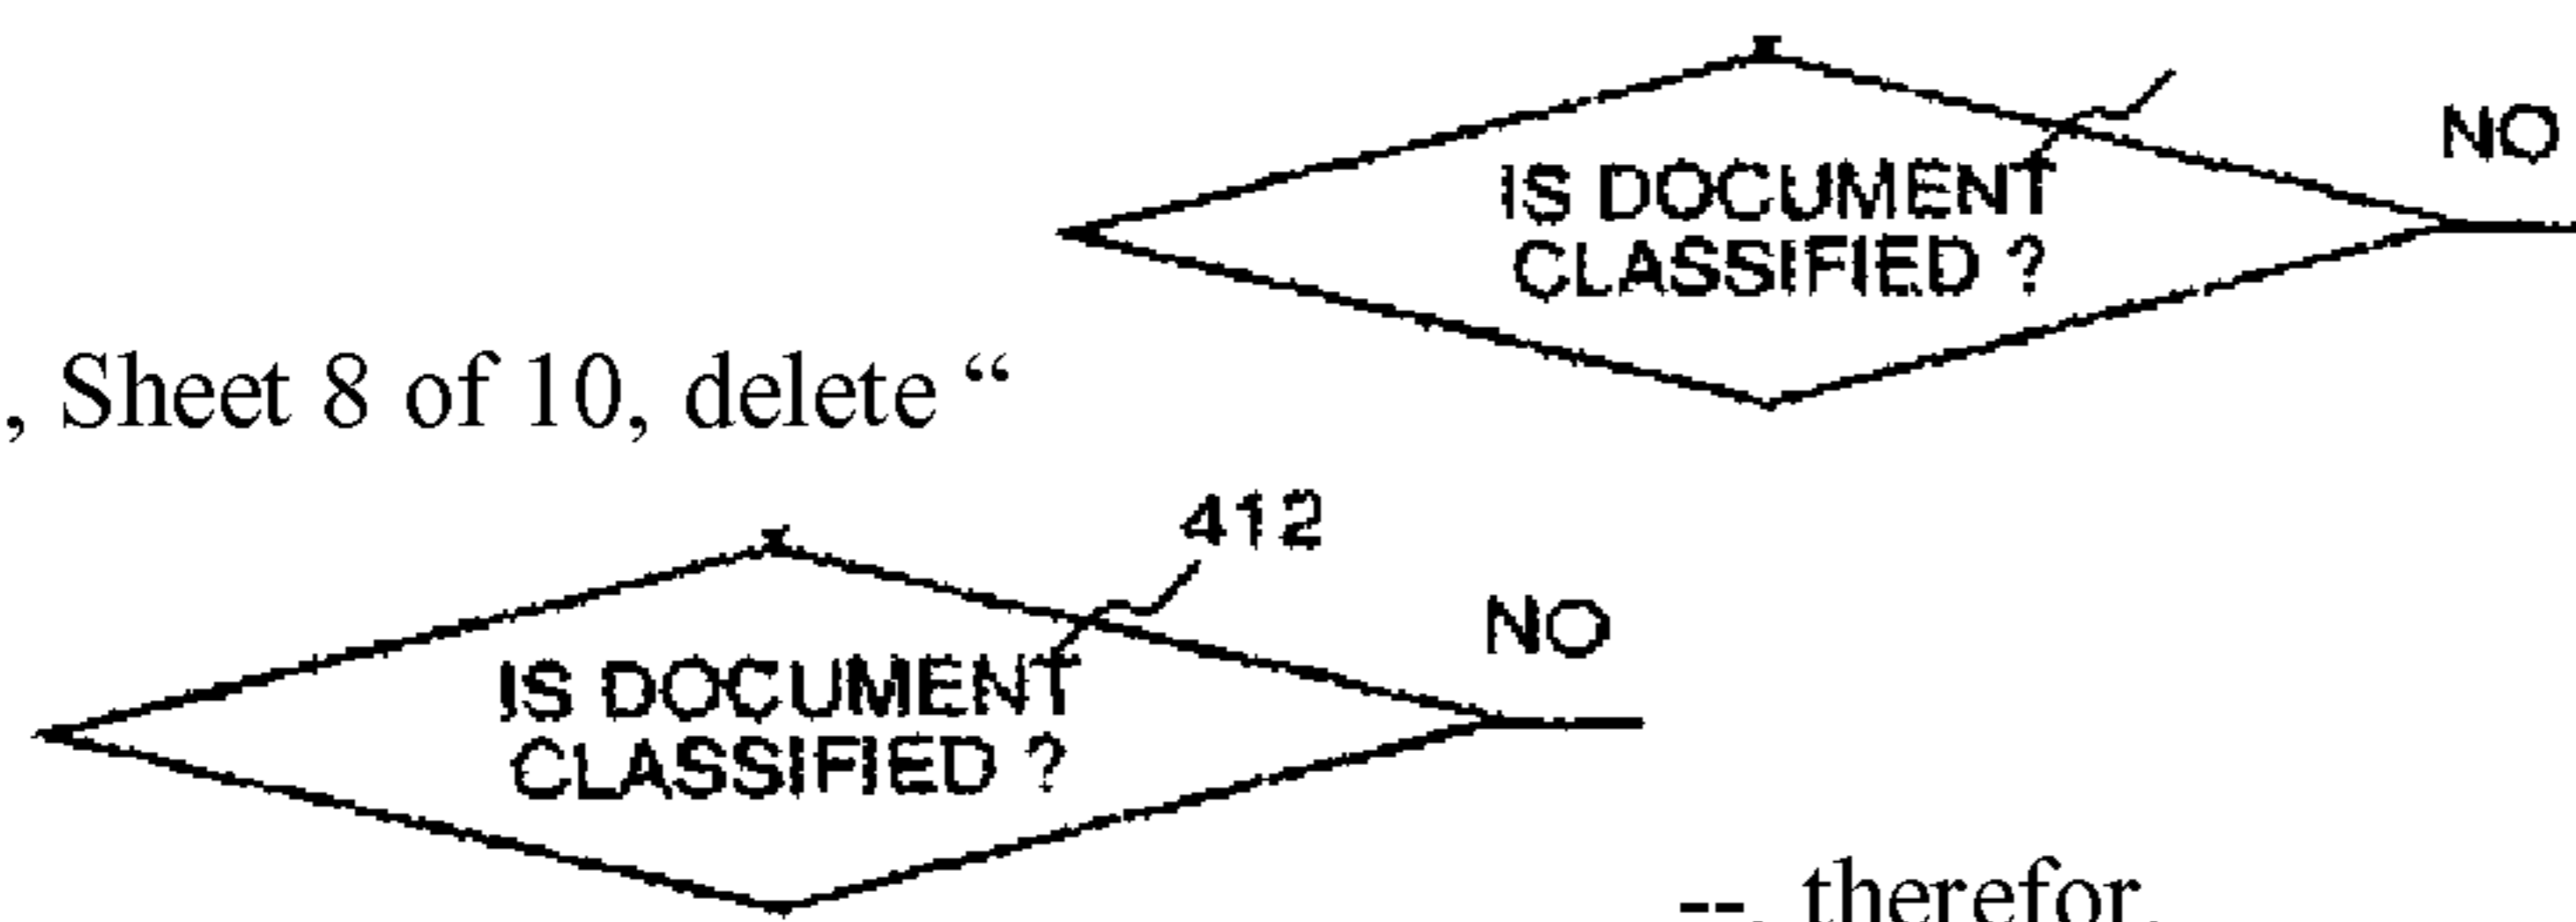 NO
IS DOCUMENT
CLASSIFIED ?
, Sheet 8 of 10, delete “
412
NO
IS DOCUMENT
CLASSIFIED ?
--, therefor.